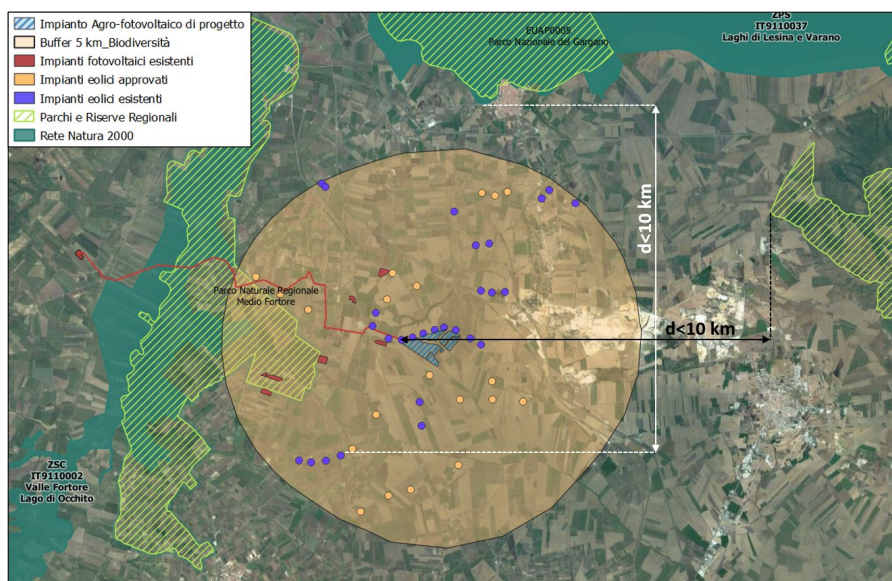 Impianto Agro-fotovoltaico di progetto
Buffer 5 km_Biodiversità
Impianti fotovoltaici esistenti
Impianti eolici approvati
Impianti eolici esistenti
Parchi e Riserve Regionali
Rete Natura 2000
EUAP0005
Parco Nazionale del Gargano
ZPS
IT9110037
Laghi di Lesina e Varano
d<10 km
Parco Naturale Regionale
Medio Fortore
d<10 km
ZSC
IT9110002
Valle Fortore
Lago di Occhito